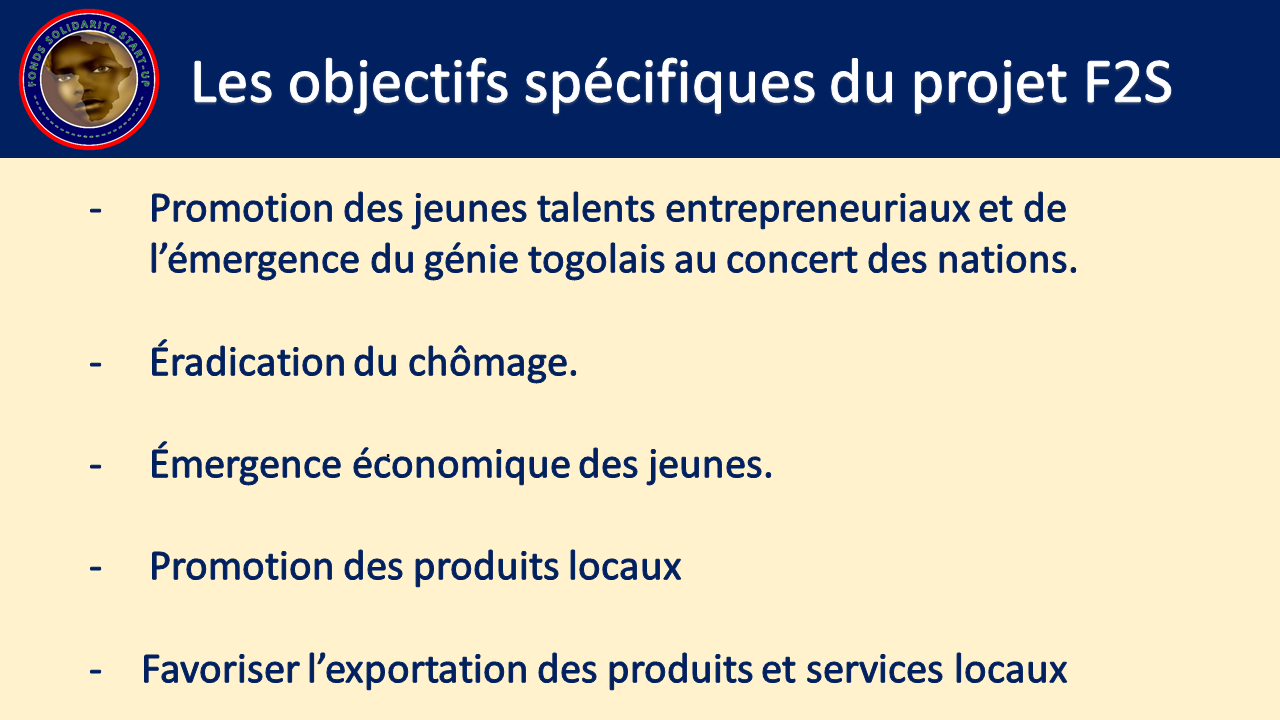 FONDS SOLIDARITE START-UP
Les objectifs spécifiques du projet F2S
- Promotion des jeunes talents entrepreneuriaux et de
l’émergence du génie togolais au concert des nations.
- Éradication du chômage.
- Émergence économique des jeunes.
- Promotion des produits locaux
- Favoriser l’exportation des produits et services locaux